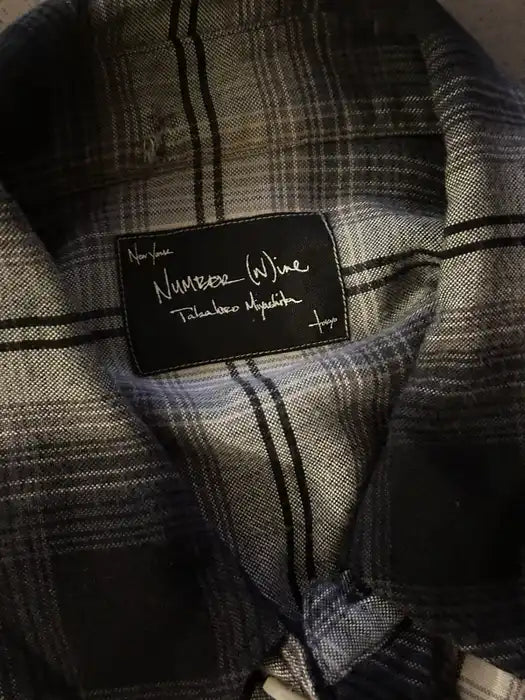 New York
NUMBER (N)ine
Takahiro Miyashita
tokyo